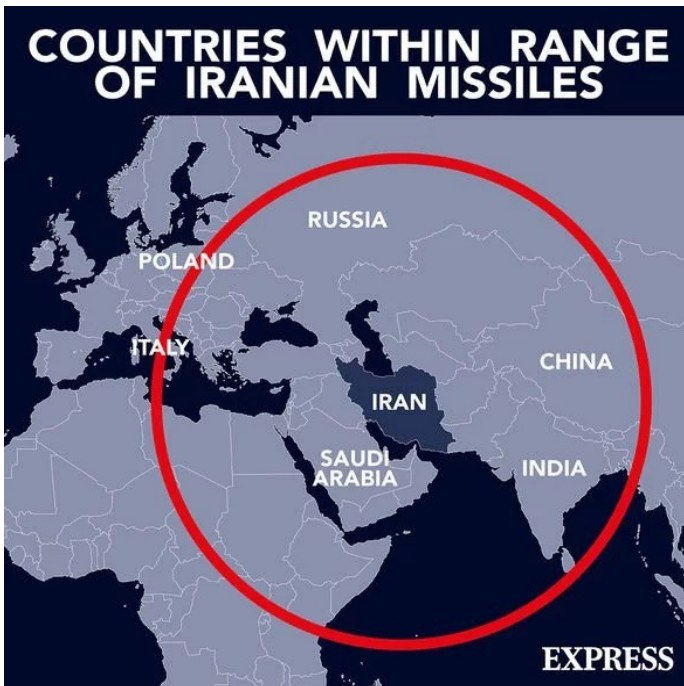 COUNTRIES WITHIN RANGE
OF IRANIAN MISSILES
RUSSIA
POLAND
ITALY
CHINA
IRAN
SAUDI
ARABIA
INDIA
EXPRESS